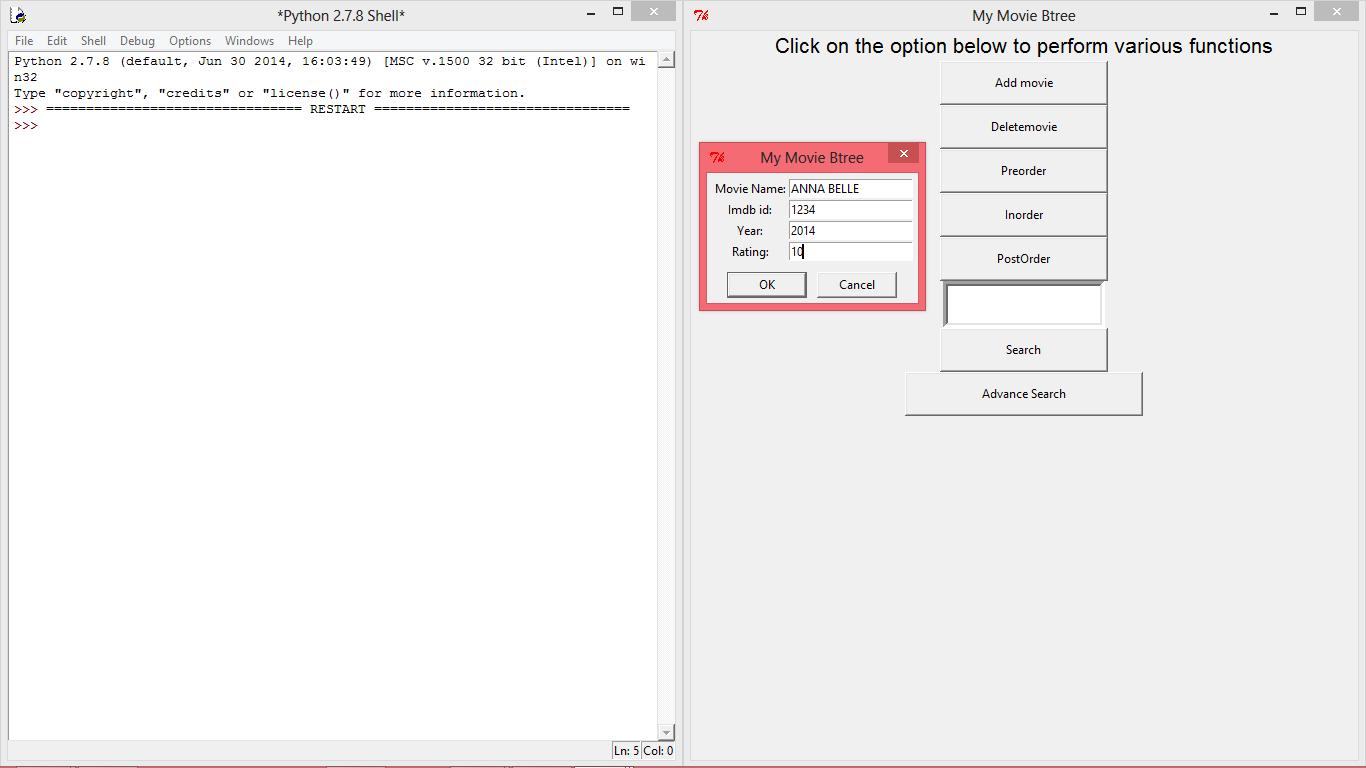 *Python 2.7.8 Shell*
File Edit Shell Debug Options Windows Help
Python 2.7.8 (default, Jun 30 2014, 16:03:49) [MSC v.1500 32 bit (Intel)] on wi
n32
Type "copyright", "credits" or "license()" for more information.
>>> ================================ RESTART ================================
>>>
Ln: 5 Col: 0
My Movie Btree
Click on the option below to perform various functions
Add movie
Deletemovie
Preorder
Inorder
PostOrder
Search
Advance Search
My Movie Btree
Movie Name: ANNA BELLE
Imdb id: 1234
Year: 2014
Rating: 10
OK Cancel